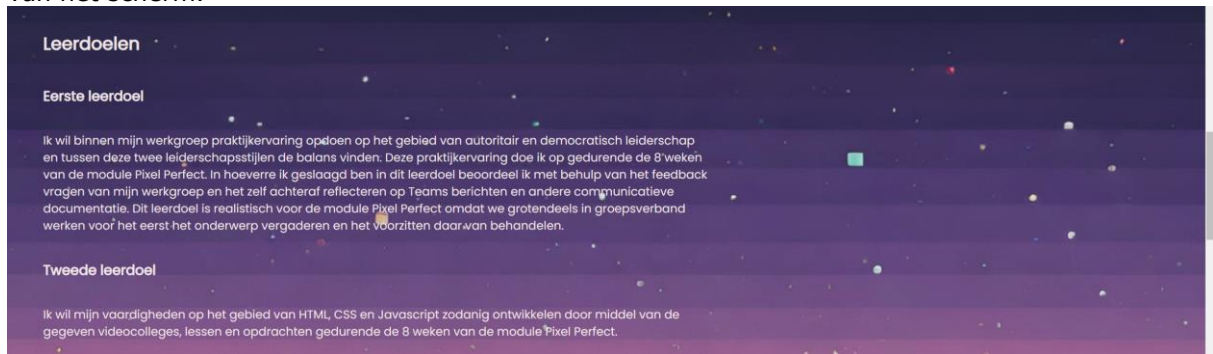 van het scherm.
Leerdoelen
Eerste leerdoel
Ik wil binnen mijn werkgroep praktijkervaring opdoen op het gebied van autoritair en democratisch leiderschap
en tussen deze twee leiderschapsstijlen de balans vinden. Deze praktijkervaring doe ik op gedurende de 8 weken
van de module Pixel Perfect. In hoeverre ik geslaagd ben in dit leerdoel beoordeel ik met behulp van het feedback
vragen van mijn werkgroep en het zelf achteraf reflecteren op Teams berichten en andere communicatieve
documentatie. Dit leerdoel is realistisch voor de module Pixel Perfect omdat we grotendeels in groepsverband
werken voor het eerst het onderwerp vergaderen en het voorzitten daar van behandelen.
Tweede leerdoel
Ik wil mijn vaardigheden op het gebied van HTML, CSS en Javascript zodanig ontwikkelen door middel van de
gegeven videocolleges, lessen en opdrachten gedurende de 8 weken van de module Pixel Perfect.